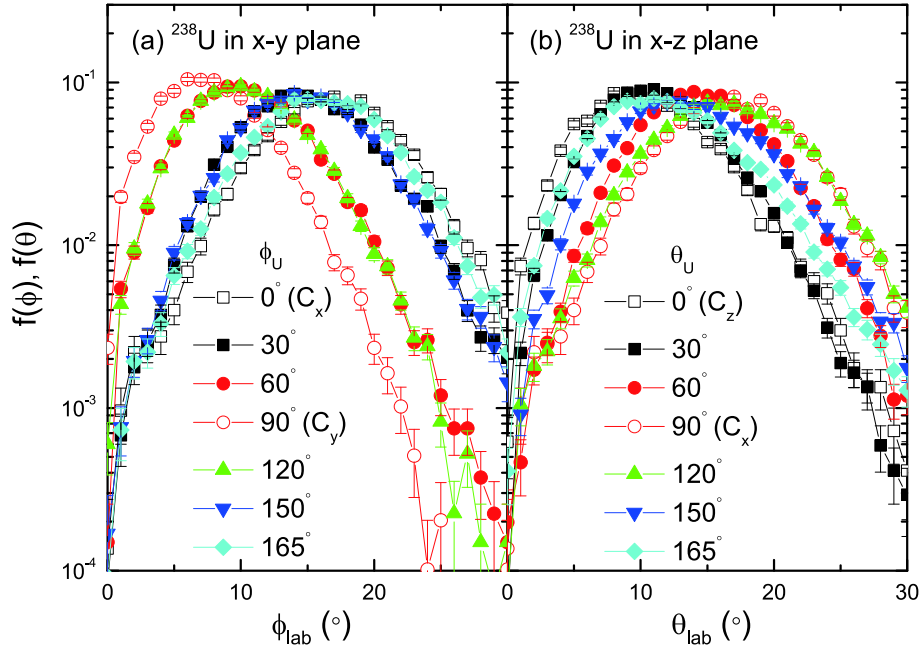 (a) ²³⁸U in x-y plane
(b) ²³⁸U in x-z plane
f(ϕ), f(θ)
10⁻¹
10⁻²
10⁻³
10⁻⁴
ϕ_U
0° (C_x)
30°
60°
90° (C_y)
120°
150°
165°
θ_U
0° (C_z)
30°
60°
90° (C_x)
120°
150°
165°
0 10 20 0 10 20 30
ϕ_lab (°)
θ_lab (°)